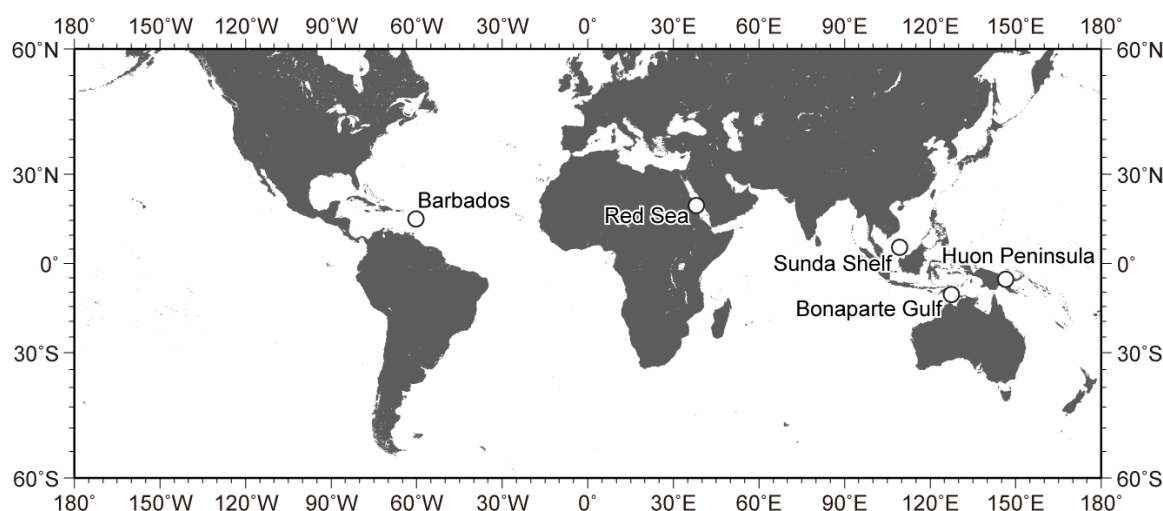 180˚ 150˚W 120˚W 90˚W 60˚W 30˚W 0˚ 30˚E 60˚E 90˚E 120˚E 150˚E 180˚
60˚N 60˚N
30˚N 30˚N
Barbados
Red Sea
Huon Peninsula
0˚ Sunda Shelf 0˚
Bonaparte Gulf
30˚S 30˚S
60˚S 60˚S
180˚ 150˚W 120˚W 90˚W 60˚W 30˚W 0˚ 30˚E 60˚E 90˚E 120˚E 150˚E 180˚